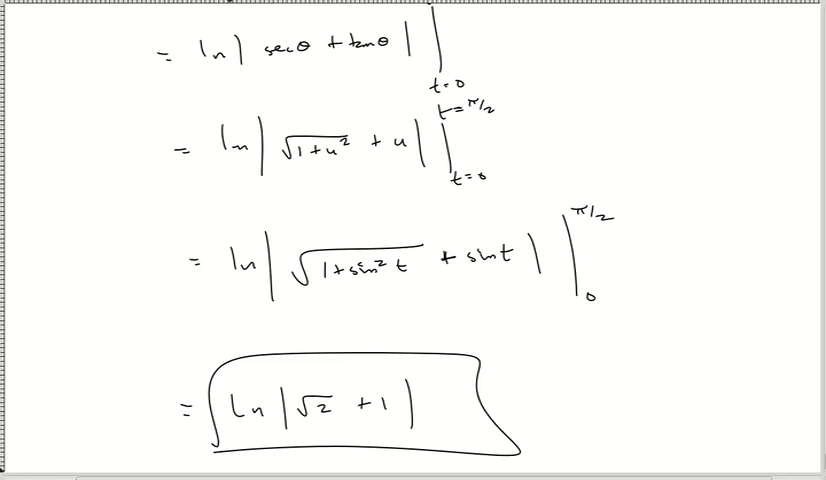 = ln| secθ + tanθ | |
t=0
t=π/2
= ln| √1+u² + u | |
t=0
= ln| √1+sin² t + sin t | | π/2
0
= ln |√2 + 1|